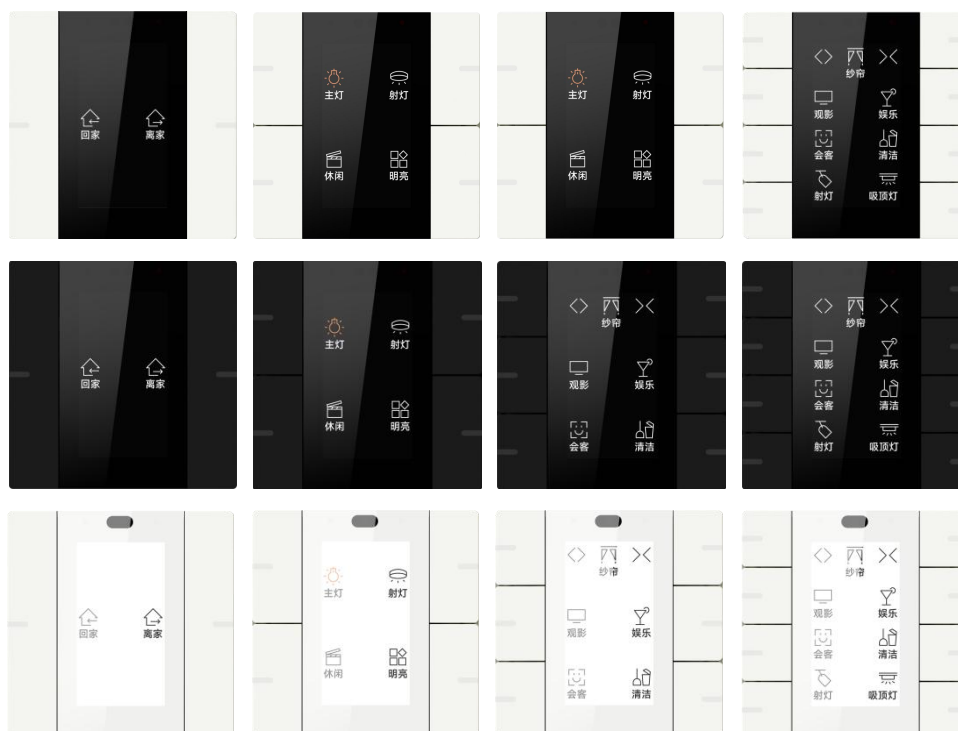 回家 离家
主灯 射灯
休闲 明亮
主灯 射灯
休闲 明亮
纱帘
观影 娱乐
会客 清洁
射灯 吸顶灯
回家 离家
主灯 射灯
休闲 明亮
纱帘
观影 娱乐
会客 清洁
纱帘
观影 娱乐
会客 清洁
射灯 吸顶灯
回家 离家
主灯 射灯
休闲 明亮
纱帘
观影 娱乐
会客 清洁
纱帘
观影 娱乐
会客 清洁
射灯 吸顶灯